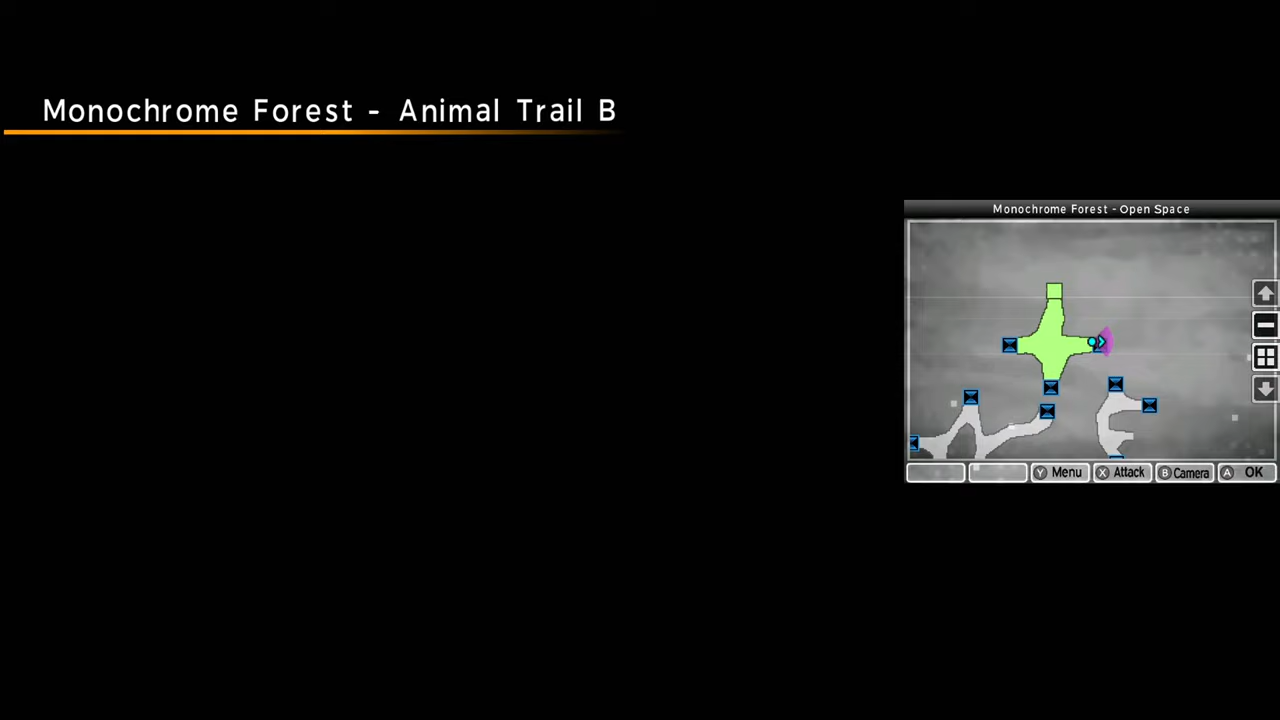 Monochrome Forest - Animal Trail B
Monochrome Forest - Open Space
Y Menu X Attack B Camera A OK